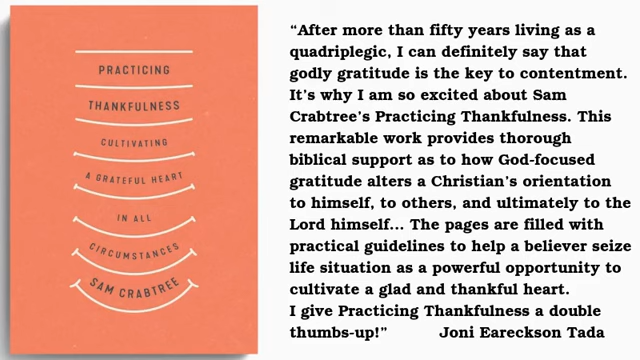 PRACTICING
THANKFULNESS
CULTIVATING
A GRATEFUL HEART
IN ALL
CIRCUMSTANCES
SAM CRABTREE
“After more than fifty years living as a
quadriplegic, I can definitely say that
godly gratitude is the key to contentment.
It’s why I am so excited about Sam
Crabtree’s Practicing Thankfulness. This
remarkable work provides thorough
biblical support as to how God-focused
gratitude alters a Christian’s orientation
to himself, to others, and ultimately to the
Lord himself... The pages are filled with
practical guidelines to help a believer seize
life situation as a powerful opportunity to
cultivate a glad and thankful heart.
I give Practicing Thankfulness a double
thumbs-up!” Joni Eareckson Tada